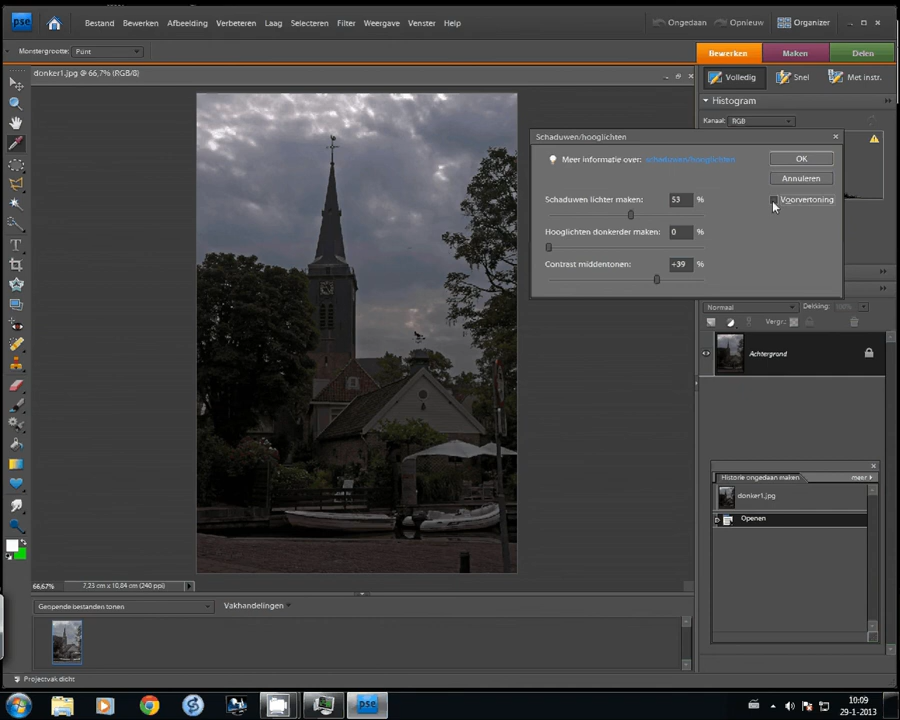 pse
Bestand Bewerken Afbeelding Verbeteren Laag Selecteren Filter Weergave Venster Help
Ongedaan Opnieuw Organizer
Monstergrootte: Punt
Bewerken Maken Delen
donker1.jpg @ 66,7% (RGB/8)
Volledig Snel Met instr.
Histogram
Kanaal: RGB
Schaduwen/hooglichten
Meer informatie over: schaduwen/hooglichten
OK
Annuleren
Schaduwen lichter maken: 53 %
Voorvertoning
Hooglichten donkerder maken: 0 %
Contrast middentonen: +39 %
Normaal Dekking: 100%
Vergr.:
Achtergrond
Historie ongedaan maken meer
donker1.jpg
Openen
66,67% 7,23 cm x 10,84 cm (240 ppi)
Geopende bestanden tonen Vakhandelingen
Projectvak dicht
pse
10:09
29-1-2013